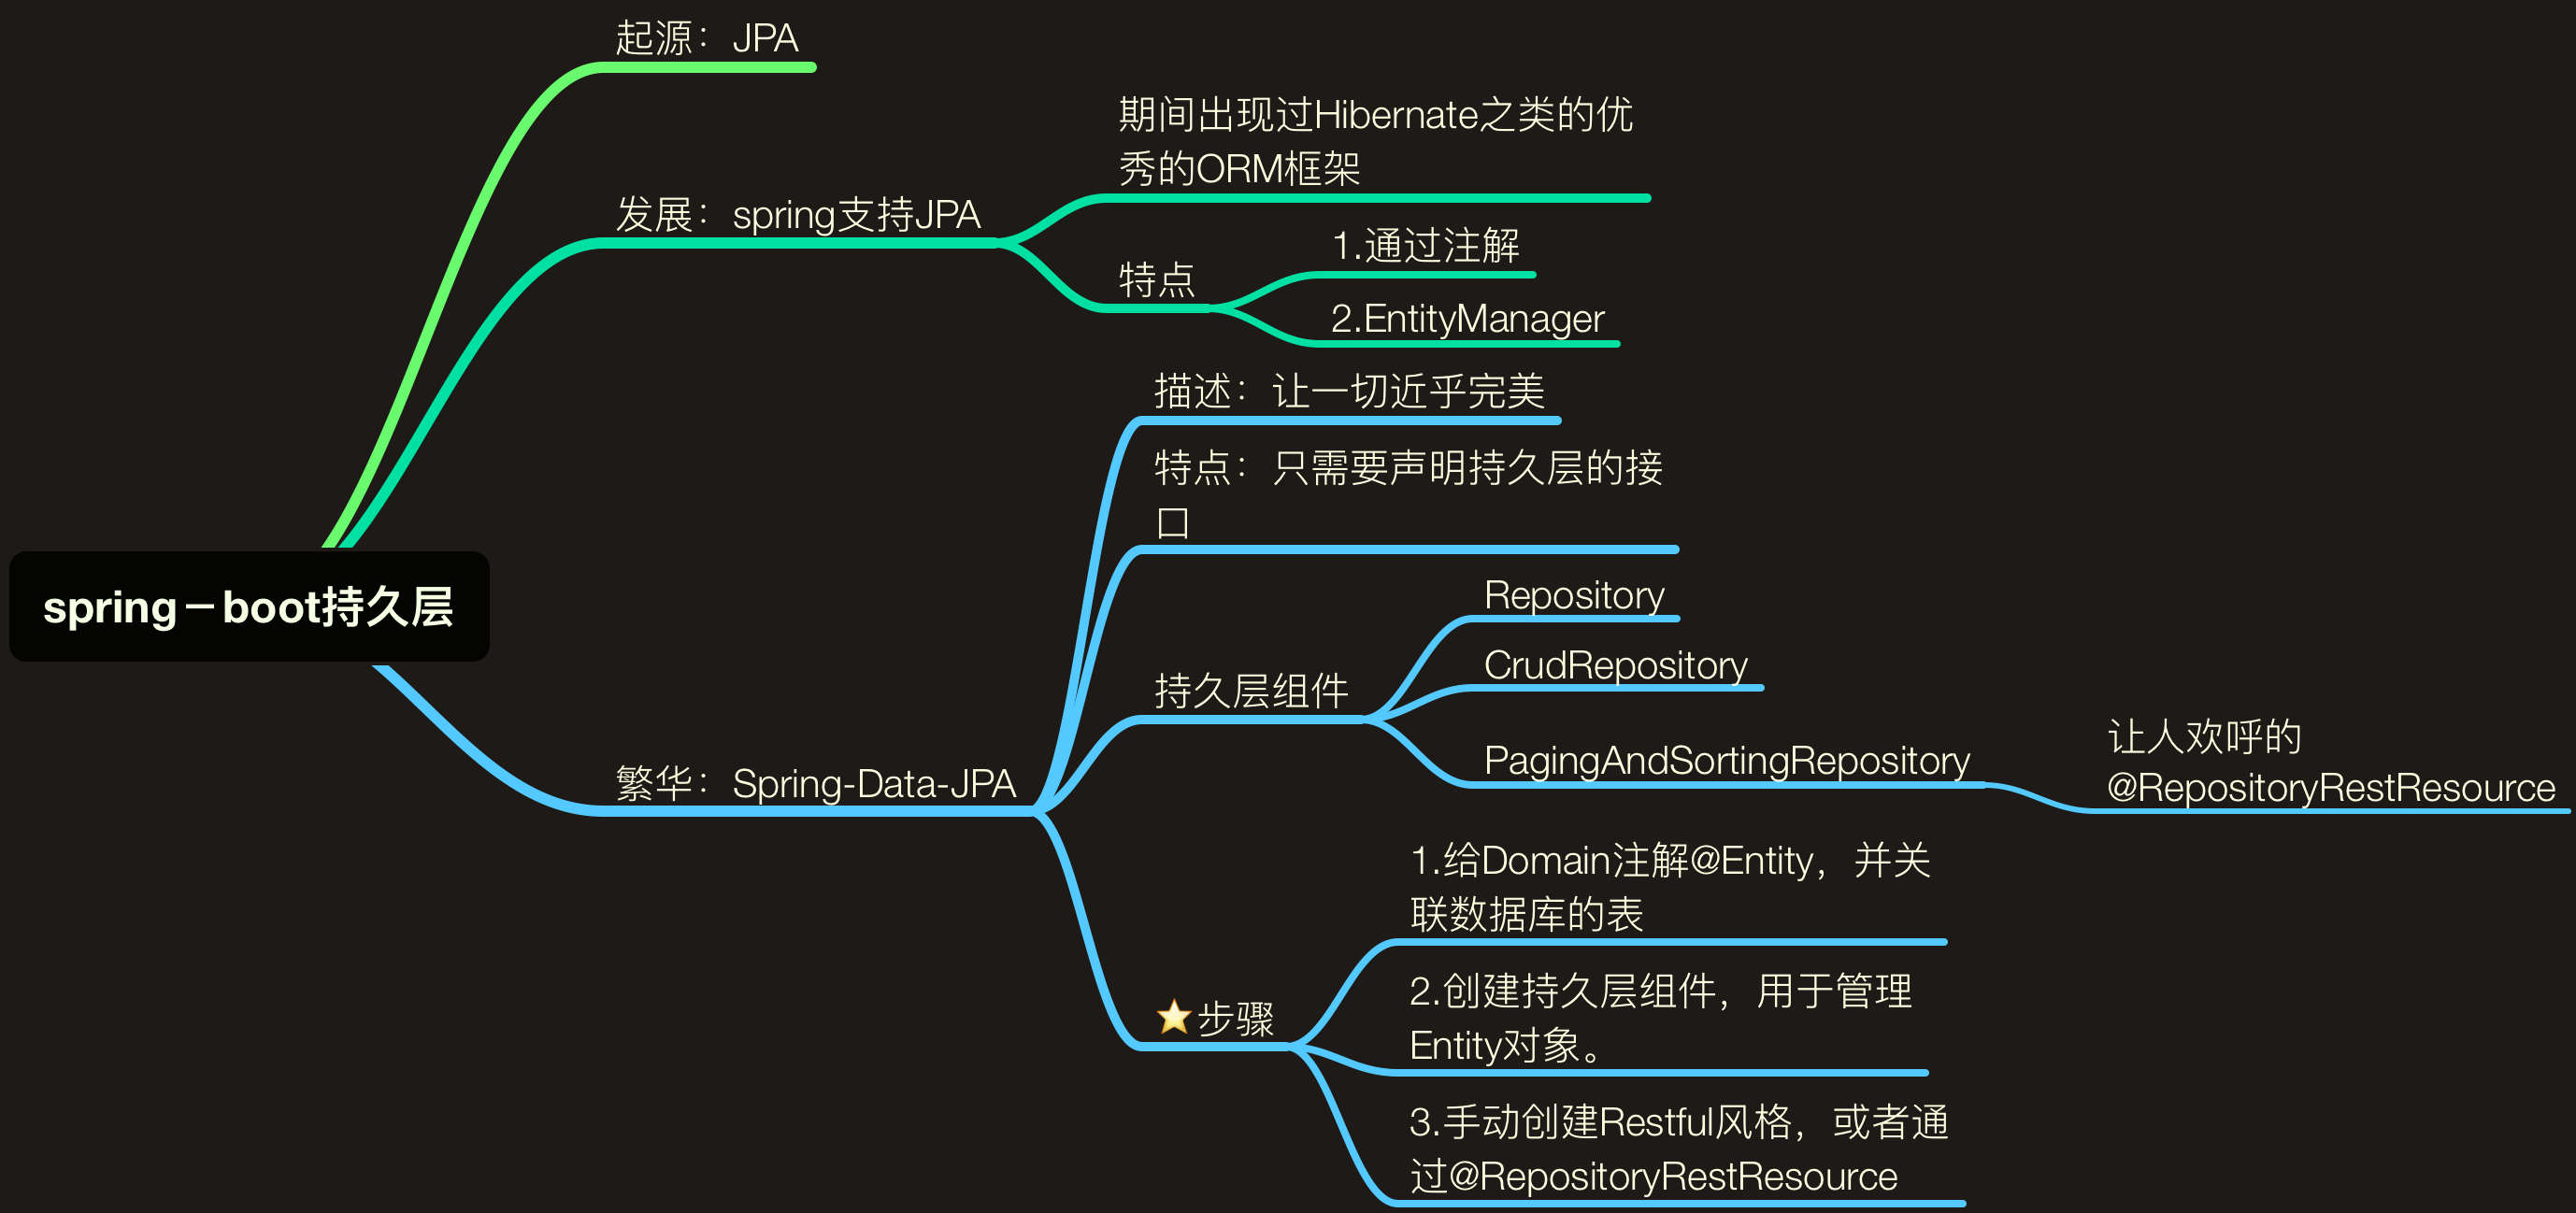 起源：JPA
期间出现过Hibernate之类的优
秀的ORM框架
发展：spring支持JPA
1.通过注解
特点
2.EntityManager
描述：让一切近乎完美
特点：只需要声明持久层的接
口
spring－boot持久层
Repository
CrudRepository
持久层组件
PagingAndSortingRepository
让人欢呼的
@RepositoryRestResource
繁华：Spring-Data-JPA
1.给Domain注解@Entity，并关
联数据库的表
⭐步骤
2.创建持久层组件，用于管理
Entity对象。
3.手动创建Restful风格，或者通
过@RepositoryRestResource